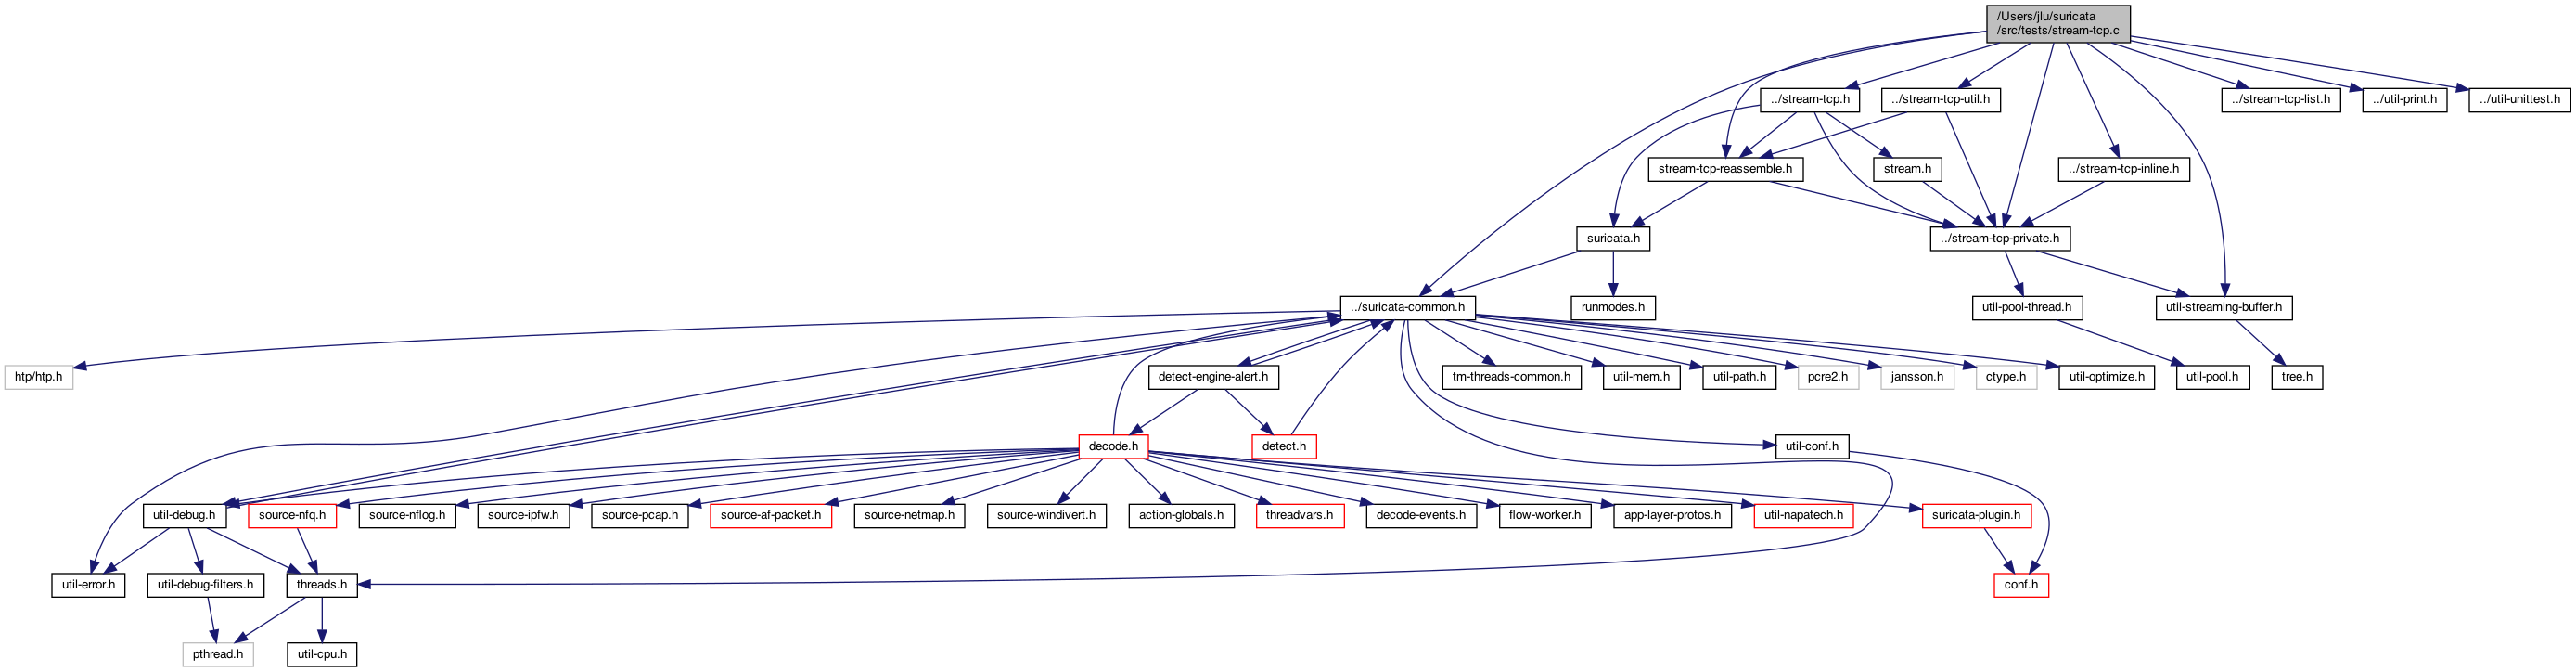 /Users/jlu/suricata
/src/tests/stream-tcp.c
../stream-tcp.h
../stream-tcp-util.h
../stream-tcp-list.h
../util-print.h
../util-unittest.h
stream-tcp-reassemble.h
stream.h
../stream-tcp-inline.h
suricata.h
../stream-tcp-private.h
../suricata-common.h
runmodes.h
util-pool-thread.h
util-streaming-buffer.h
htp/htp.h
detect-engine-alert.h
tm-threads-common.h
util-mem.h
util-path.h
pcre2.h
jansson.h
ctype.h
util-optimize.h
util-pool.h
tree.h
decode.h
detect.h
util-conf.h
util-debug.h
source-nfq.h
source-nflog.h
source-ipfw.h
source-pcap.h
source-af-packet.h
source-netmap.h
source-windivert.h
action-globals.h
threadvars.h
decode-events.h
flow-worker.h
app-layer-protos.h
util-napatech.h
suricata-plugin.h
util-error.h
util-debug-filters.h
threads.h
conf.h
pthread.h
util-cpu.h